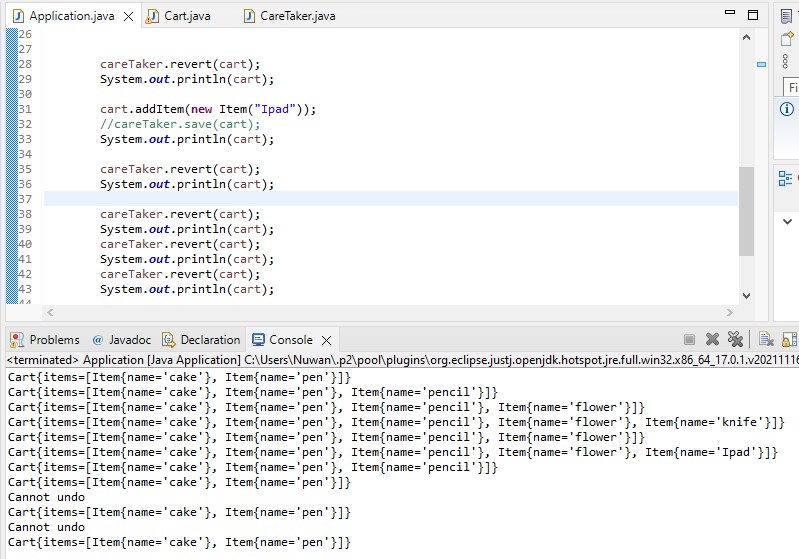 Application.java
Cart.java
CareTaker.java
26
27
28 careTaker.revert(cart);
29 System.out.println(cart);
30
31 cart.addItem(new Item("Ipad"));
32 //careTaker.save(cart);
33 System.out.println(cart);
34
35 careTaker.revert(cart);
36 System.out.println(cart);
37
38 careTaker.revert(cart);
39 System.out.println(cart);
40 careTaker.revert(cart);
41 System.out.println(cart);
42 careTaker.revert(cart);
43 System.out.println(cart);
Fi
Problems @ Javadoc Declaration Console
<terminated> Application [Java Application] C:\Users\Nuwan\.p2\pool\plugins\org.eclipse.justj.openjdk.hotspot.jre.full.win32.x86_64_17.0.1.v20211116
Cart{items=[Item{name='cake'}, Item{name='pen'}]}
Cart{items=[Item{name='cake'}, Item{name='pen'}, Item{name='pencil'}]}
Cart{items=[Item{name='cake'}, Item{name='pen'}, Item{name='pencil'}, Item{name='flower'}]}
Cart{items=[Item{name='cake'}, Item{name='pen'}, Item{name='pencil'}, Item{name='flower'}, Item{name='knife'}]}
Cart{items=[Item{name='cake'}, Item{name='pen'}, Item{name='pencil'}, Item{name='flower'}]}
Cart{items=[Item{name='cake'}, Item{name='pen'}, Item{name='pencil'}, Item{name='flower'}, Item{name='Ipad'}]}
Cart{items=[Item{name='cake'}, Item{name='pen'}, Item{name='pencil'}]}
Cart{items=[Item{name='cake'}, Item{name='pen'}]}
Cannot undo
Cart{items=[Item{name='cake'}, Item{name='pen'}]}
Cannot undo
Cart{items=[Item{name='cake'}, Item{name='pen'}]}